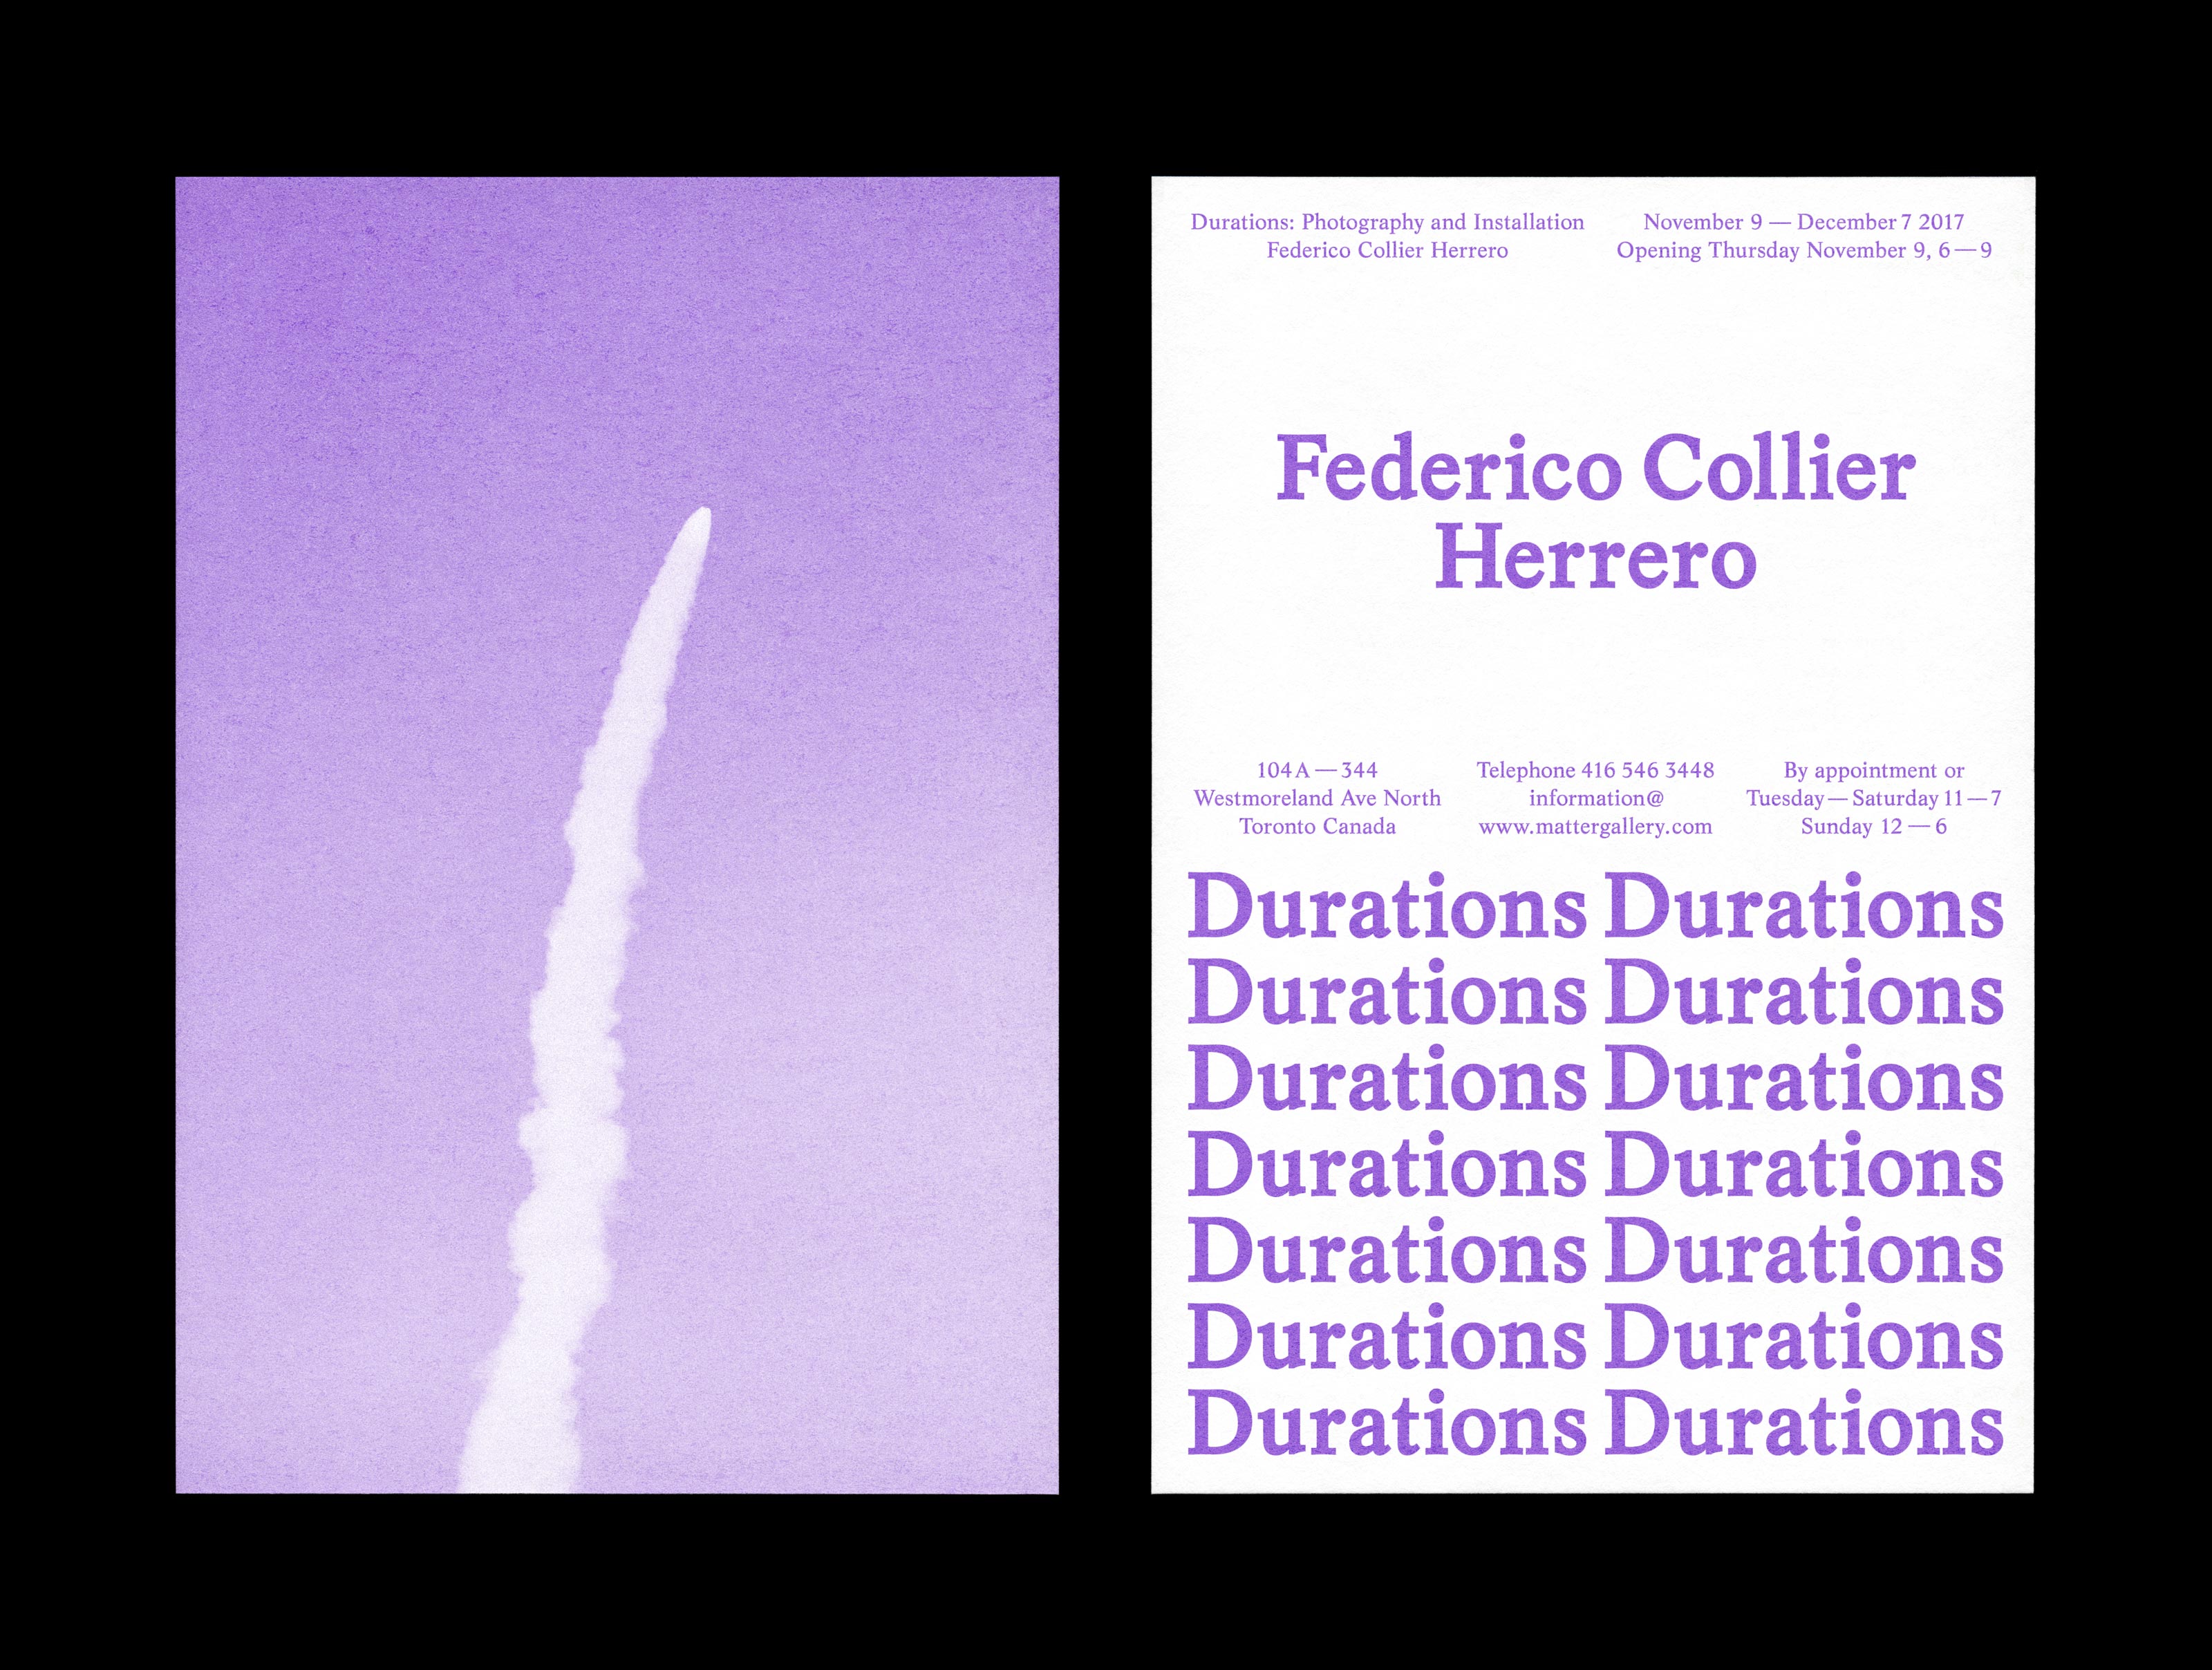 Durations: Photography and Installation
Federico Collier Herrero
November 9 — December 7 2017
Opening Thursday November 9, 6 — 9
Federico Collier
Herrero
104 A — 344
Westmoreland Ave North
Toronto Canada
Telephone 416 546 3448
information@
www.mattergallery.com
By appointment or
Tuesday — Saturday 11 — 7
Sunday 12 — 6
Durations Durations
Durations Durations
Durations Durations
Durations Durations
Durations Durations
Durations Durations
Durations Durations